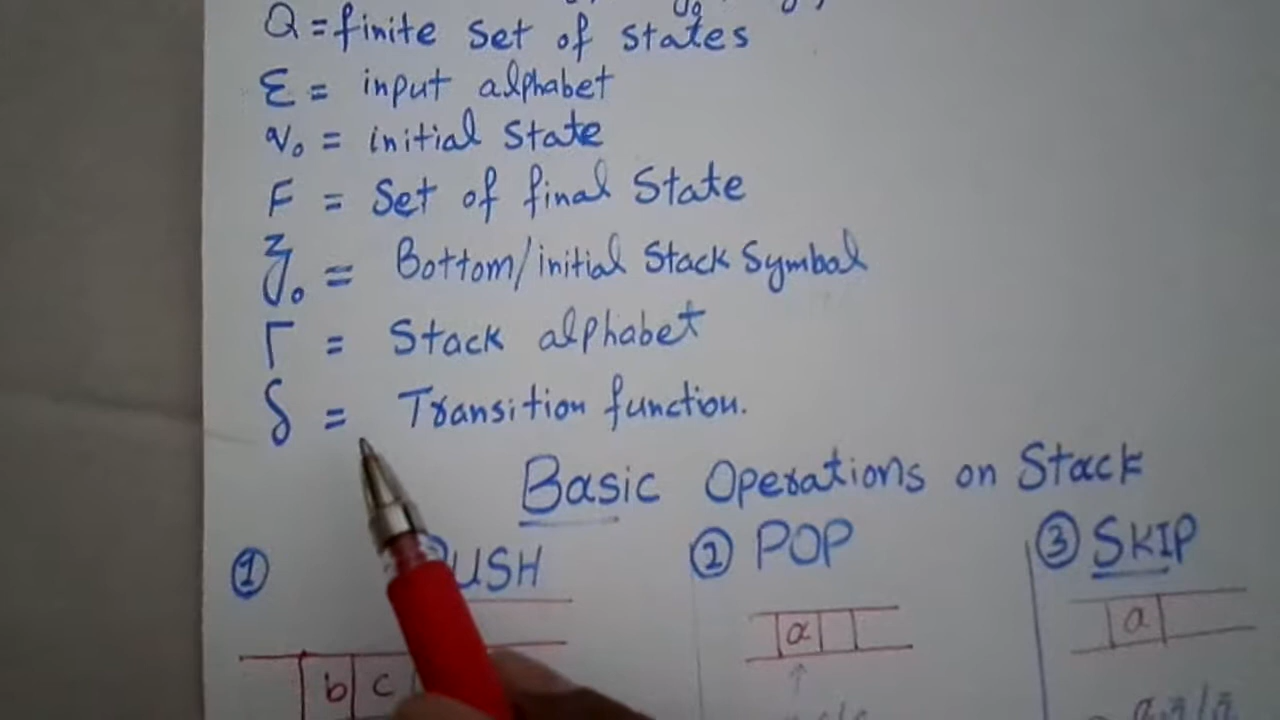 Q = finite set of states
Ɛ = input alphabet
q₀ = initial state
F = Set of final State
z₀ = Bottom/initial Stack Symbol
Γ = Stack alphabet
δ = Transition function.
Basic Operations on Stack
① PUSH ② POP ③ SKIP
a a
b c